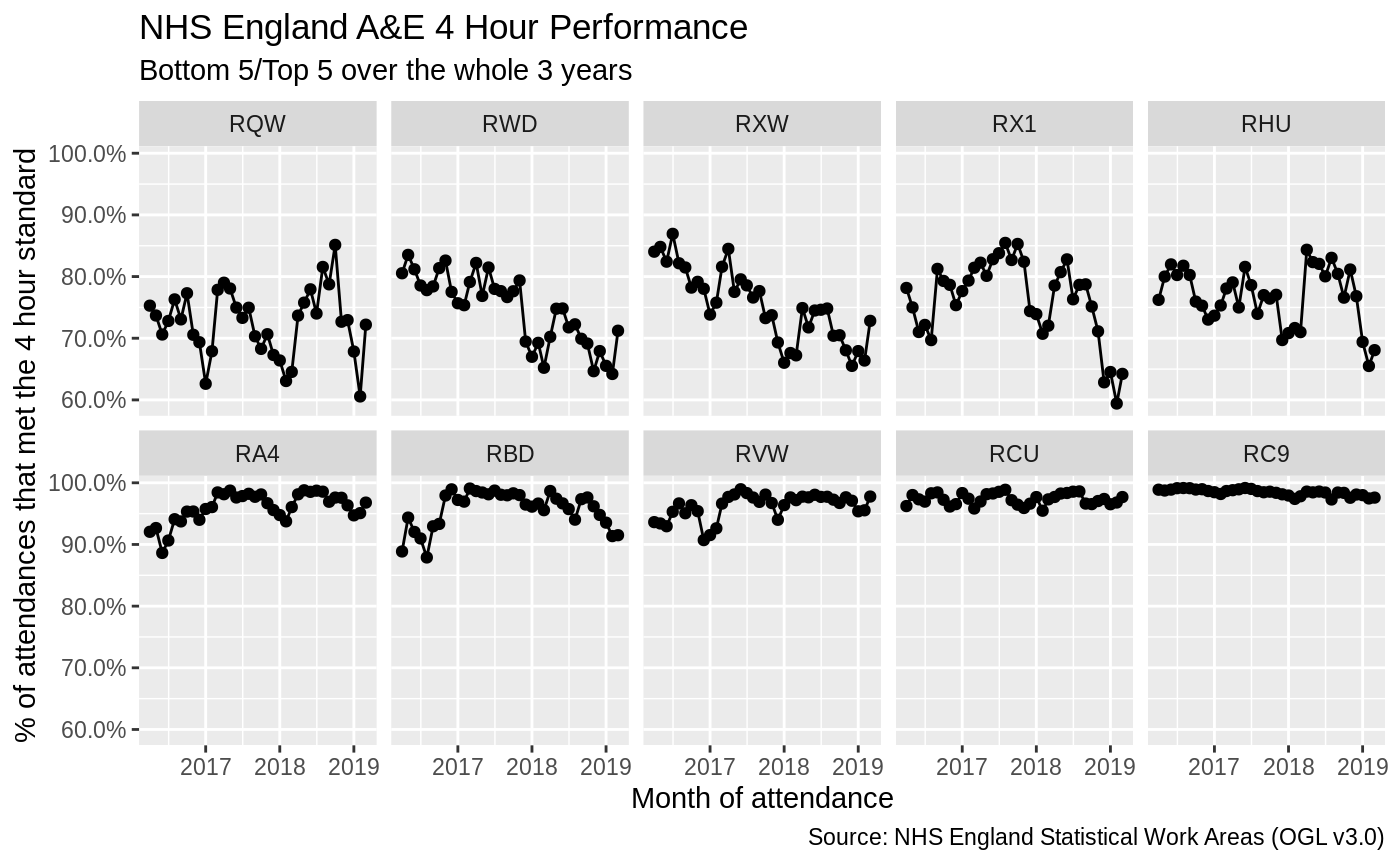 NHS England A&E 4 Hour Performance
Bottom 5/Top 5 over the whole 3 years
% of attendances that met the 4 hour standard
RQW RWD RXW RX1 RHU
100.0%
90.0%
80.0%
70.0%
60.0%
RA4 RBD RVW RCU RC9
100.0%
90.0%
80.0%
70.0%
60.0%
2017 2018 2019 2017 2018 2019 2017 2018 2019 2017 2018 2019 2017 2018 2019
Month of attendance
Source: NHS England Statistical Work Areas (OGL v3.0)